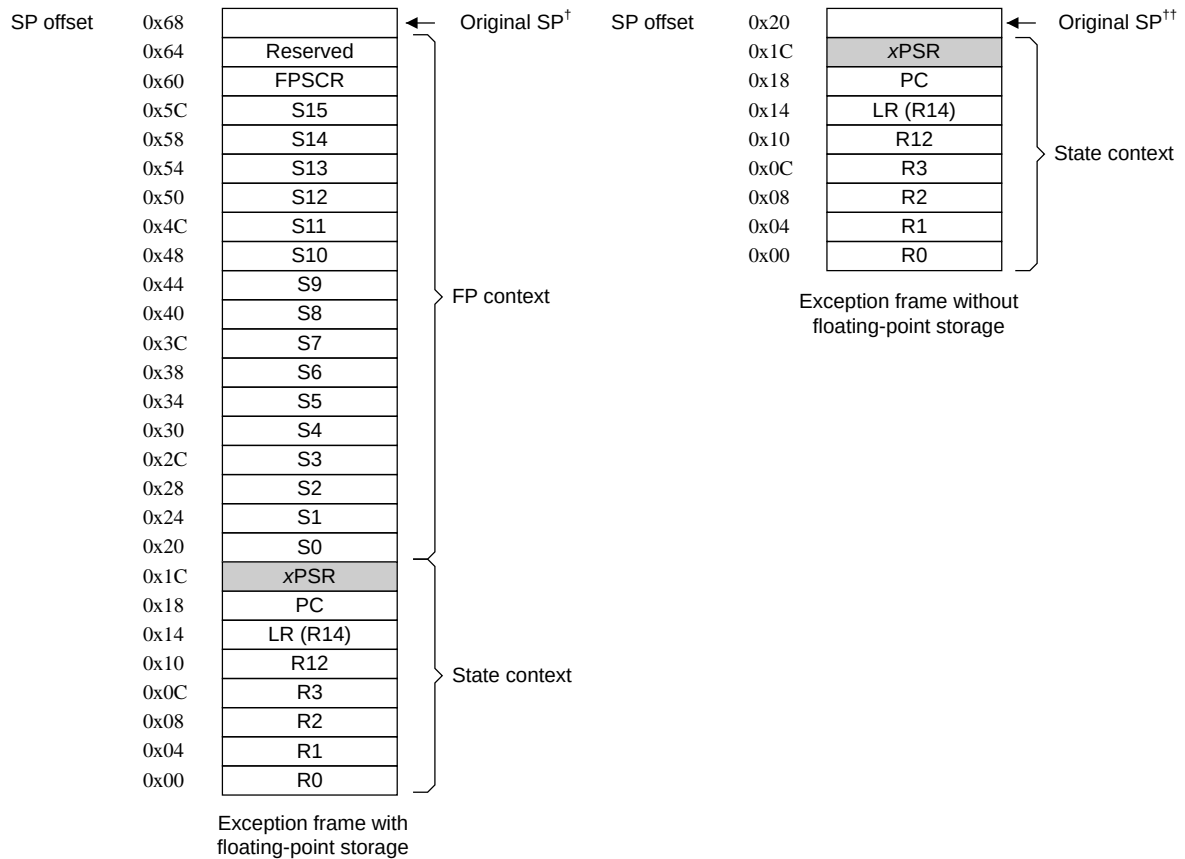 SP offset 0x68 Original SP†
0x64 Reserved
0x60 FPSCR
0x5C S15
0x58 S14
0x54 S13
0x50 S12
0x4C S11
0x48 S10
0x44 S9
FP context
0x40 S8
0x3C S7
0x38 S6
0x34 S5
0x30 S4
0x2C S3
0x28 S2
0x24 S1
0x20 S0
0x1C xPSR
0x18 PC
0x14 LR (R14)
0x10 R12
State context
0x0C R3
0x08 R2
0x04 R1
0x00 R0
Exception frame with
floating-point storage
SP offset 0x20 Original SP††
0x1C xPSR
0x18 PC
0x14 LR (R14)
0x10 R12
State context
0x0C R3
0x08 R2
0x04 R1
0x00 R0
Exception frame without
floating-point storage